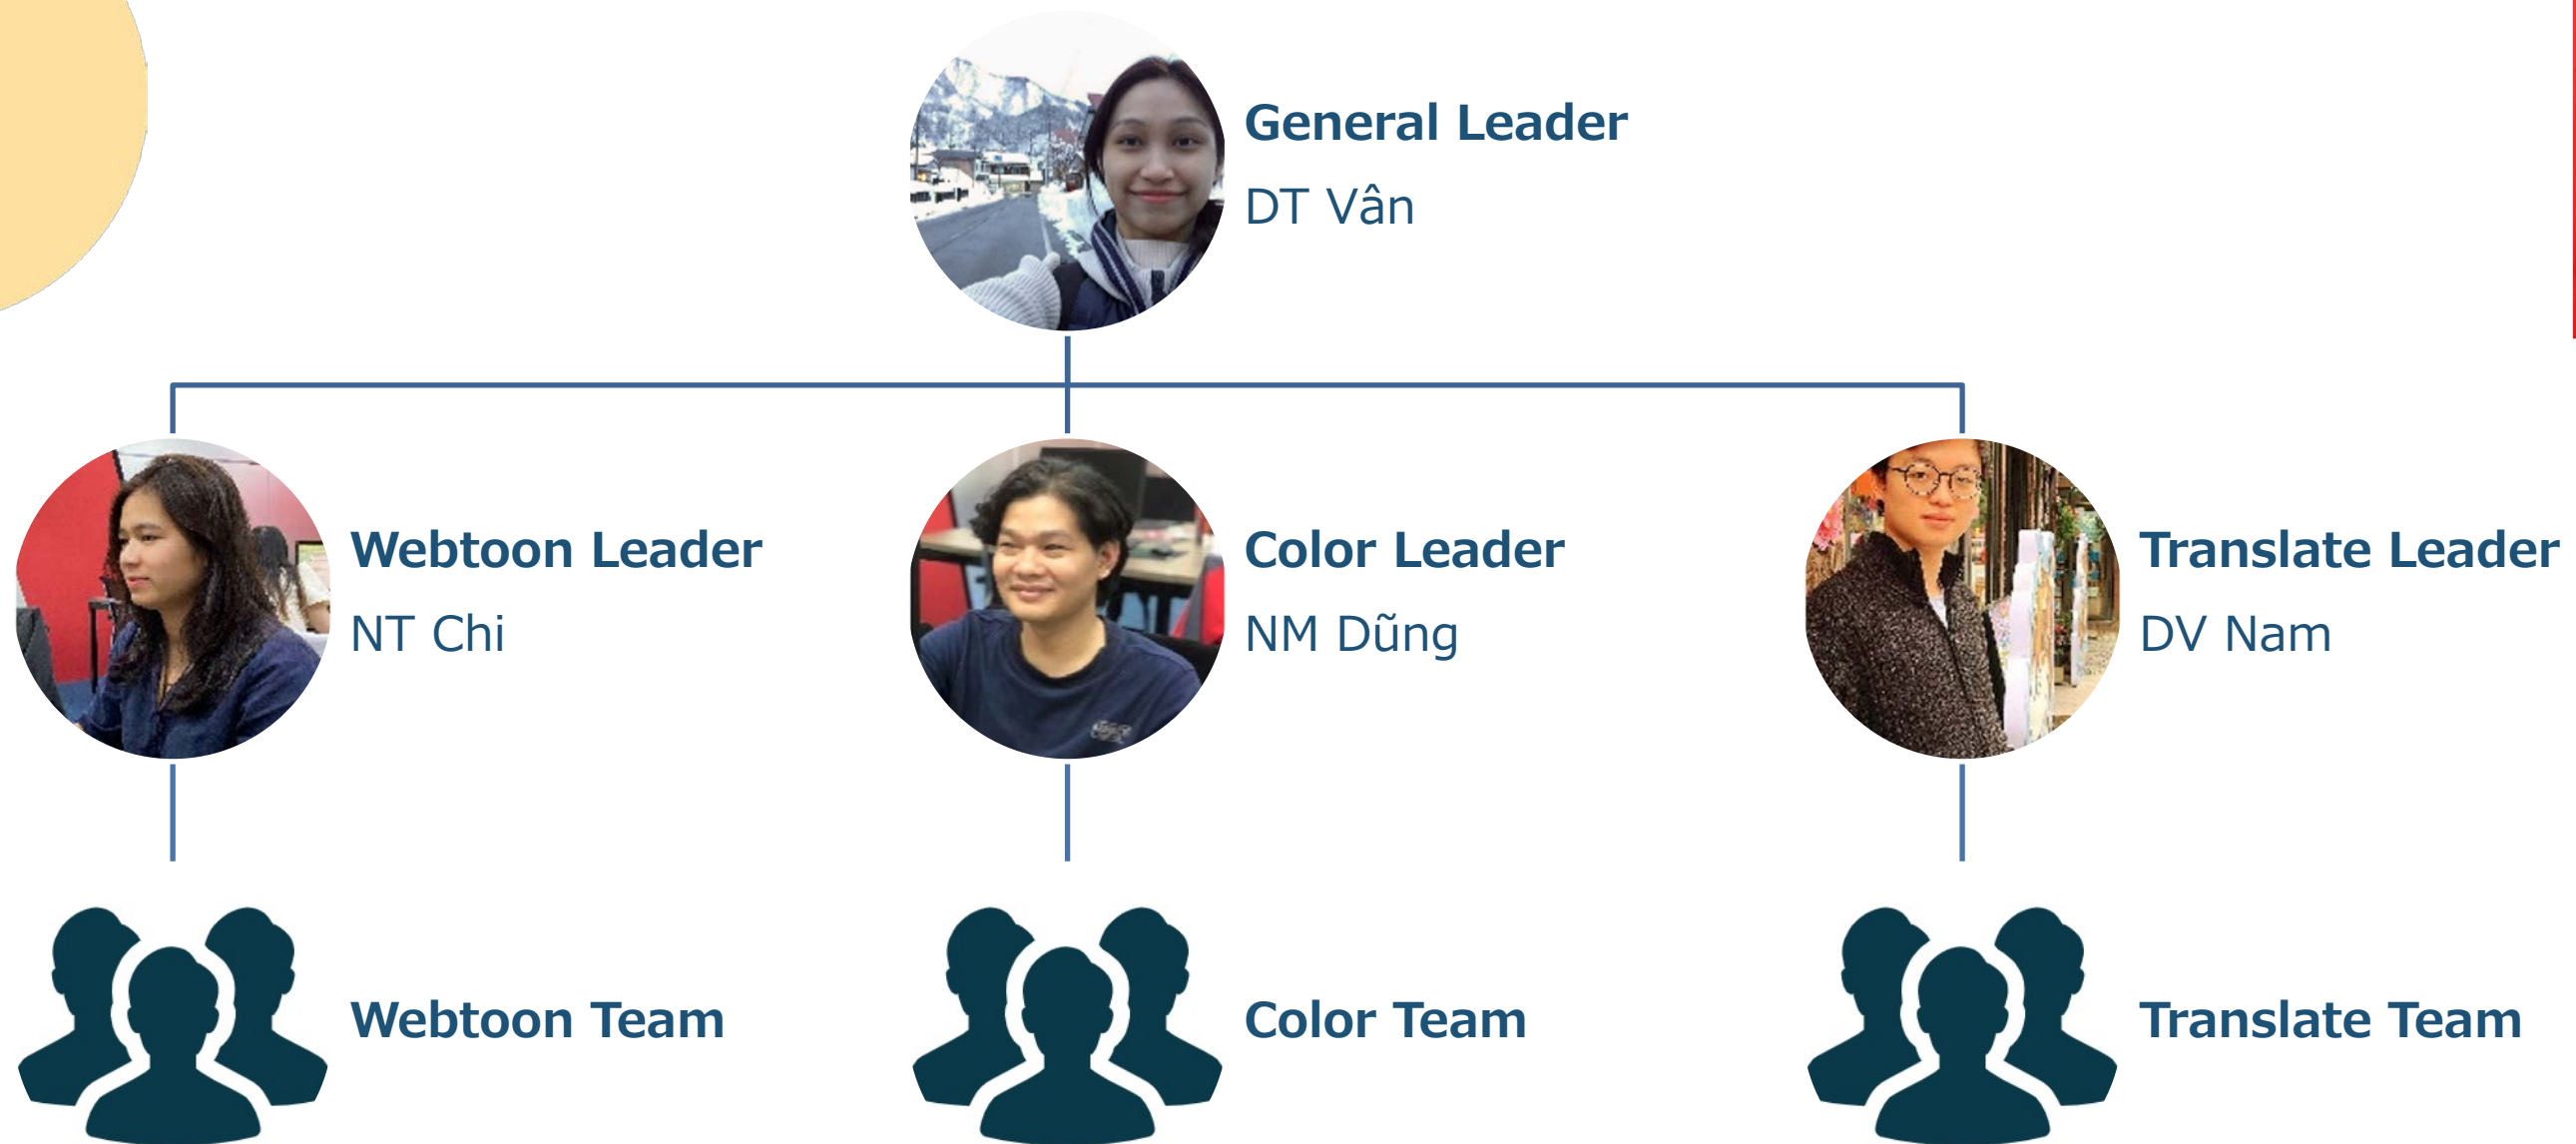 General Leader
DT Vân
Webtoon Leader
NT Chi
Color Leader
NM Dũng
Translate Leader
DV Nam
Webtoon Team
Color Team
Translate Team